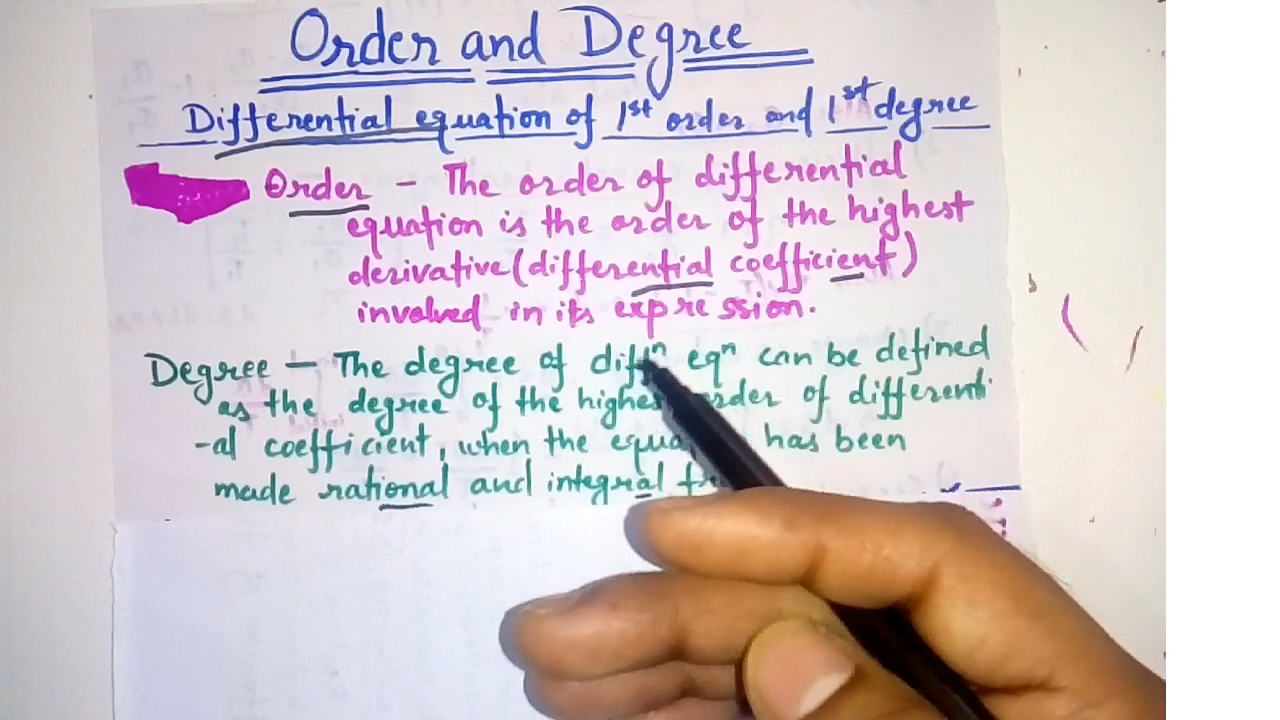 Order and Degree
Differential equation of 1st order and 1st degree
Order - The order of differential
equation is the order of the highest
derivative (differential coefficient)
involved in its expression.
Degree - The degree of diffⁿ eqⁿ can be defined
as the degree of the highest order of differenti
-al coefficient, when the has been
made rational and integral